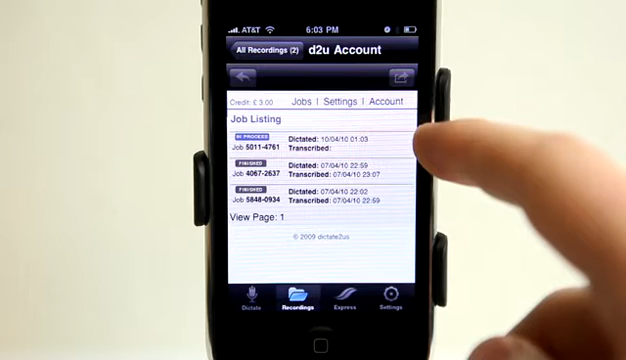 AT&T 6:03 PM
All Recordings (2) d2u Account
Credit: £ 3.00 Jobs | Settings | Account
Job Listing
IN PROCESS Dictated: 10/04/10 01:03
Job 5011-4761 Transcribed:
FINISHED Dictated: 07/04/10 22:59
Job 4067-2637 Transcribed: 07/04/10 23:07
FINISHED Dictated: 07/04/10 22:02
Job 5848-0934 Transcribed: 07/04/10 22:59
View Page: 1
© 2009 dictate2us
Dictate Recordings Express Settings